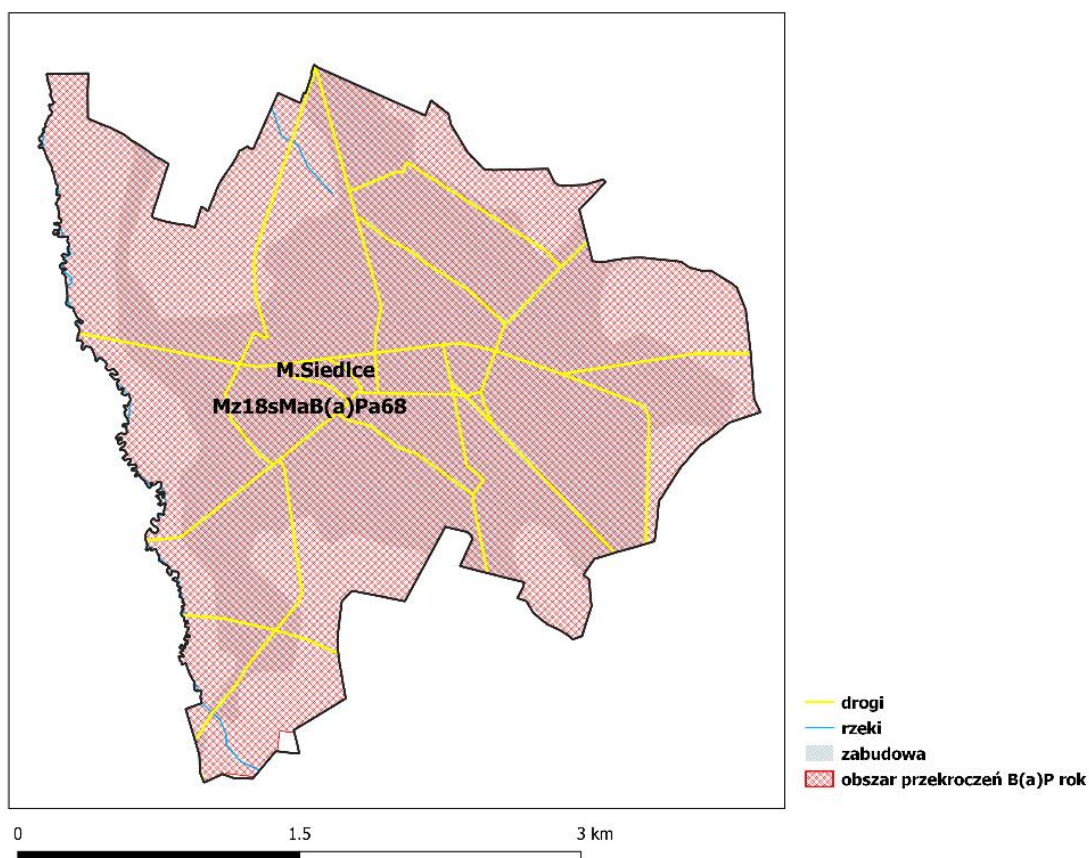 M.Siedlce
Mz18sMaB(a)Pa68
drogi
rzeki
zabudowa
obszar przekroczeń B(a)P rok
0 1.5 3 km